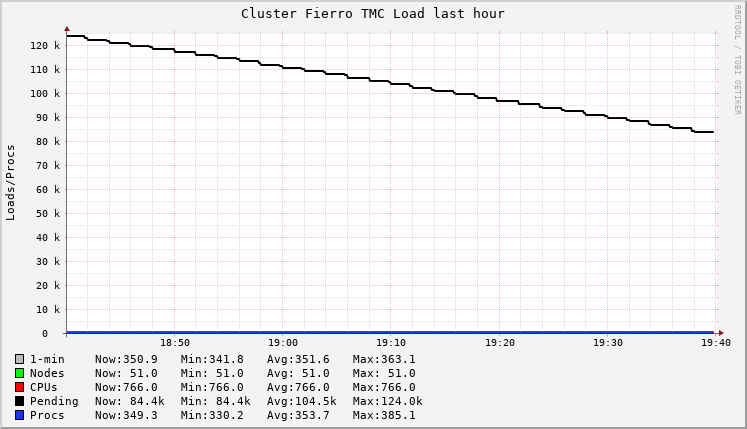 Cluster Fierro TMC Load last hour
RRDTOOL / TOBI OETIKER
Loads/Procs
120 k
110 k
100 k
90 k
80 k
70 k
60 k
50 k
40 k
30 k
20 k
10 k
0
18:50 19:00 19:10 19:20 19:30 19:40
1-min Now:350.9 Min:341.8 Avg:351.6 Max:363.1
Nodes Now: 51.0 Min: 51.0 Avg: 51.0 Max: 51.0
CPUs Now:766.0 Min:766.0 Avg:766.0 Max:766.0
Pending Now: 84.4k Min: 84.4k Avg:104.5k Max:124.0k
Procs Now:349.3 Min:330.2 Avg:353.7 Max:385.1